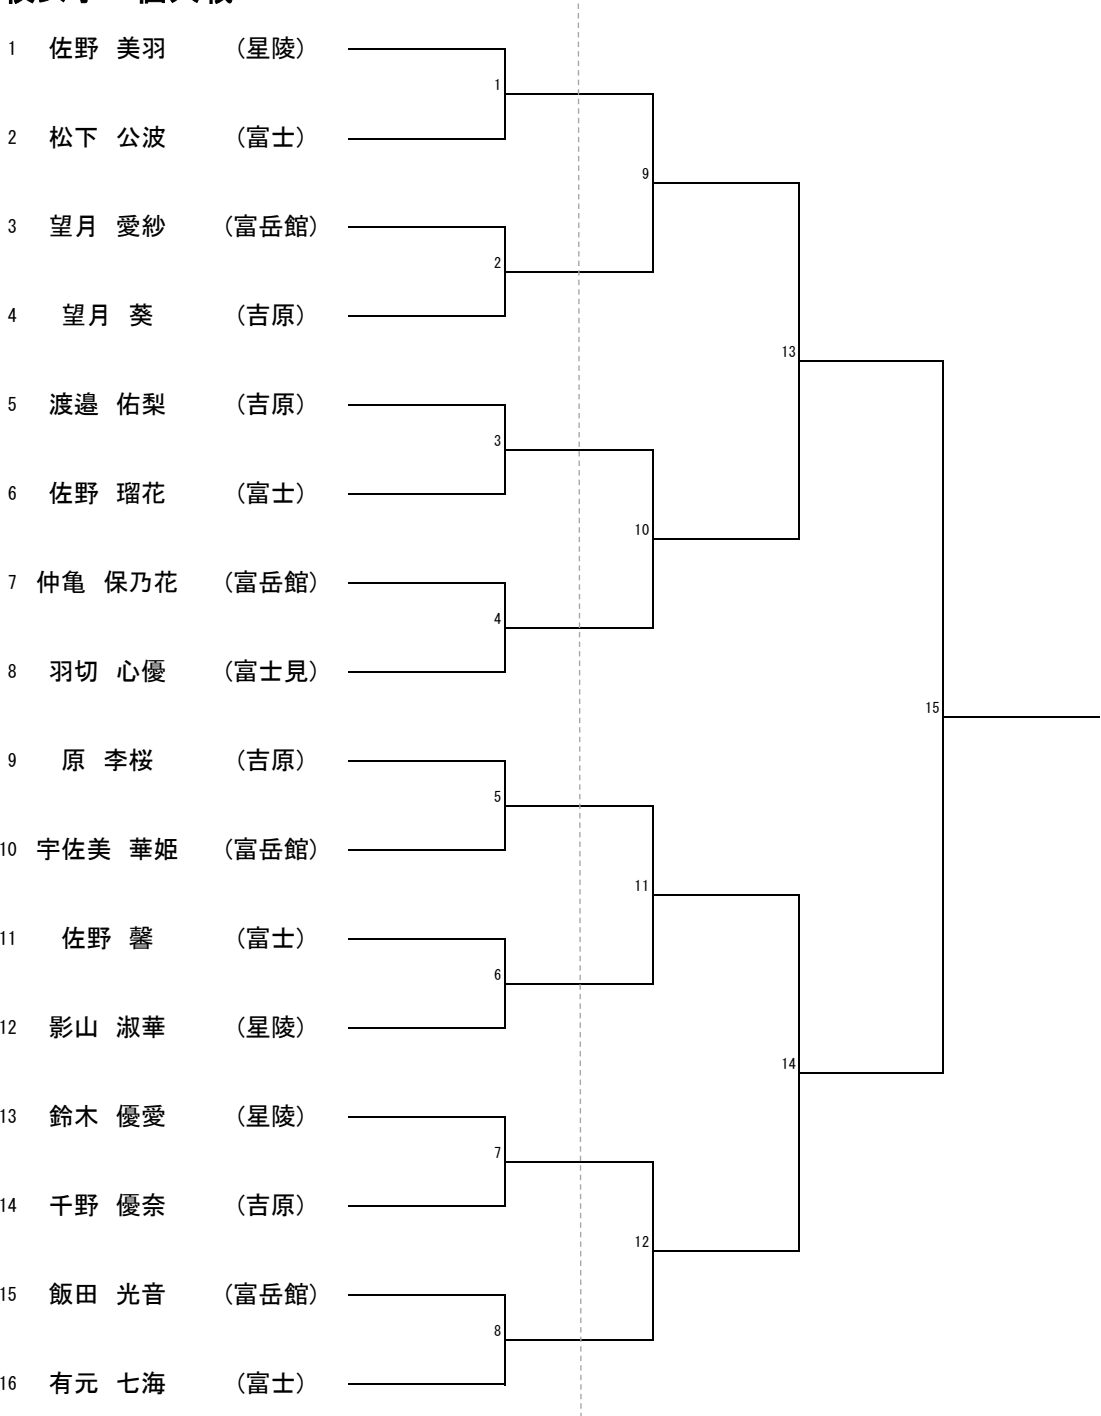 1 佐野 美羽 （星陵）
1
2 松下 公波 （富士）
9
3 望月 愛紗 （富岳館）
2
4 望月 葵 （吉原）
13
5 渡邉 佑梨 （吉原）
3
6 佐野 瑠花 （富士）
10
7 仲亀 保乃花 （富岳館）
4
8 羽切 心優 （富士見）
15
9 原 李桜 （吉原）
5
10 宇佐美 華姫 （富岳館）
11
11 佐野 馨 （富士）
6
12 影山 淑華 （星陵）
14
13 鈴木 優愛 （星陵）
7
14 千野 優奈 （吉原）
12
15 飯田 光音 （富岳館）
8
16 有元 七海 （富士）